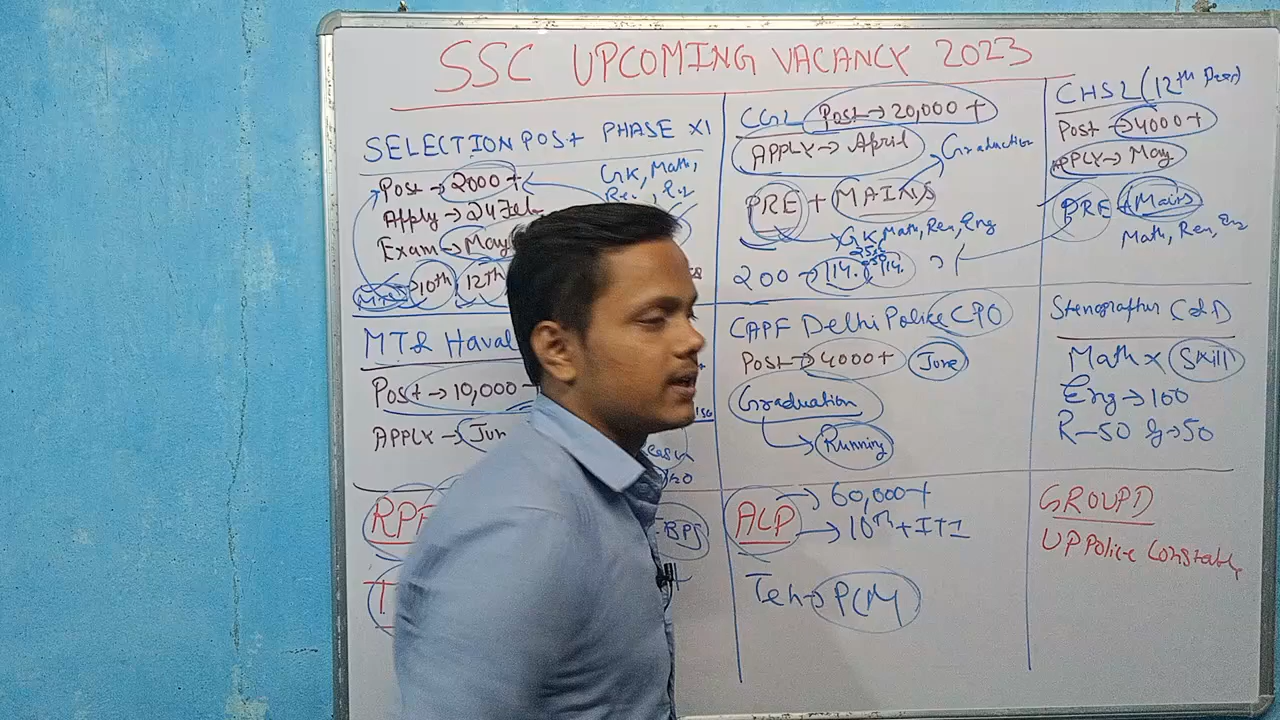 SSC UPCOMING VACANCY 2023
SELECTION POST PHASE XI
Post → 2000 +
GK, Math,
Apply → 24 Feb
Exam → May
10th 12th
MTS Haval
Post → 10,000
APPLY → Jun
RPF
CGL Post → 20,000 +
APPLY → April
Graduation
PRE + MAINS
GK, Math, Rea, Eng
200 → 14.
CAPF Delhi Police CPO
Post → 4000+ June
Graduation
Running
ALP → 60,000+
→ 10th + ITI
Teh → PCM
CHSL (12th
Post → 4000+
APPLY → May
PRE + Mains
Math, Rea, Eng
Stenographer C&D
Math × Skill
Eng → 100
R - 50 G → 50
GROUP D
UP Police Constable